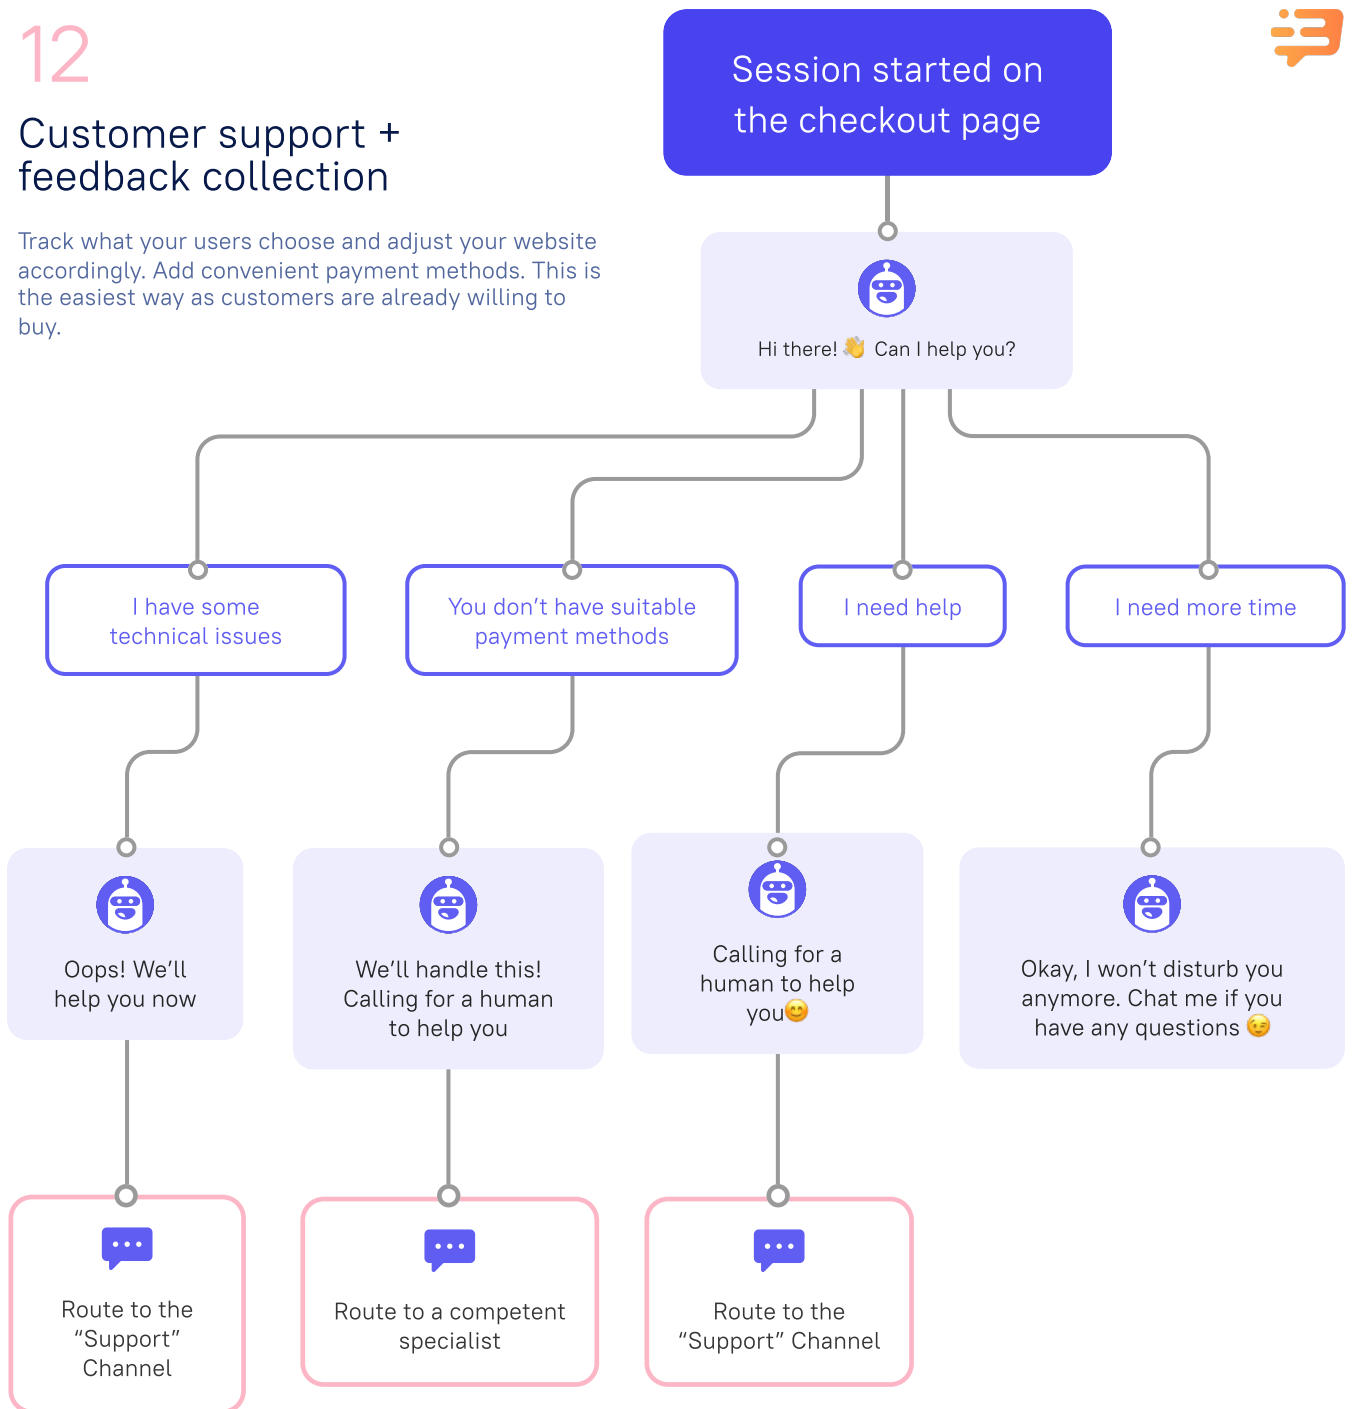 12
Customer support +
feedback collection
Track what your users choose and adjust your website
accordingly. Add convenient payment methods. This is
the easiest way as customers are already willing to
buy.
Session started on
the checkout page
Hi there! 👋 Can I help you?
I have some
technical issues
You don’t have suitable
payment methods
I need help
I need more time
Oops! We’ll
help you now
We’ll handle this!
Calling for a human
to help you
Calling for a
human to help
you😊
Okay, I won’t disturb you
anymore. Chat me if you
have any questions 😉
Route to the
“Support”
Channel
Route to a competent
specialist
Route to the
“Support” Channel